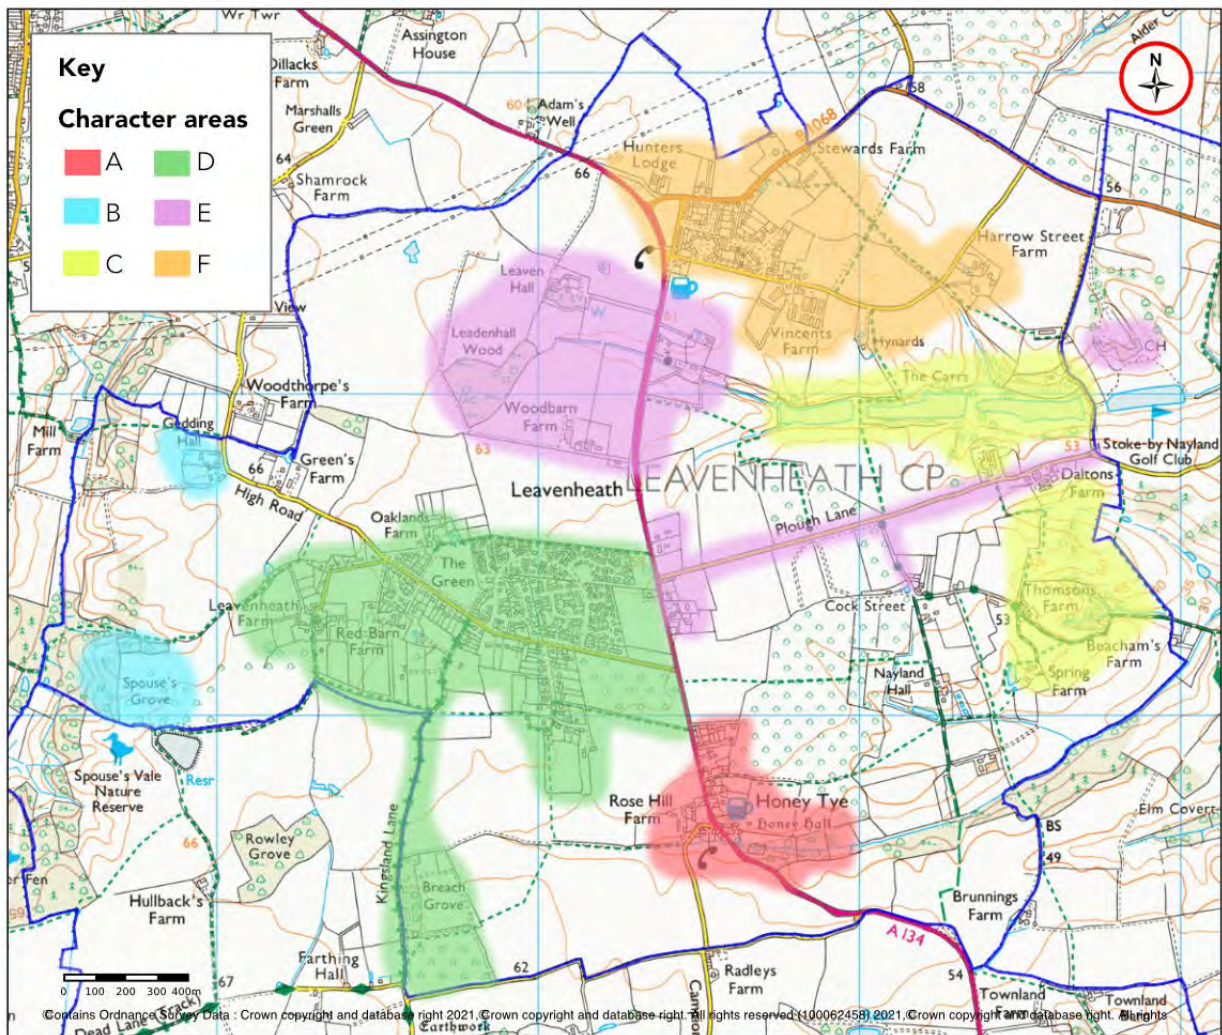 Key
Character areas
A
D
B
E
C
F
N
Wr Twr
Assington
House
Dillacks
Farm
Marshalls
Green
64
Shamrock
Farm
60
Adam's
Well
66
Hunters
Lodge
B1068
58
Stewards Farm
Alder
56
Harrow Street
Farm
View
Leaven
Hall
W
61
Leadenhall
Wood
Vincents
Farm
Hynards
CH
The Carrs
Woodthorpe's
Farm
Woodbarn
Farm
Mill
Farm
Gedding
Hall
66
Green's
Farm
63
53
Stoke-by Nayland
Golf Club
High Road
Leavenheath
LEAVENHEATH CP
Daltons
Farm
Plough Lane
Oaklands
Farm
The
Green
Leavenheath
Farm
Red Barn
Farm
Cock Street
53
Thomsons
Farm
Beacham's
Farm
Spring
Farm
Nayland
Hall
Spouse's
Grove
Spouse's Vale
Nature
Reserve
Resr
Rose Hill
Farm
Honey Tye
Honey Hall
Elm Covert
66
Rowley
Grove
Kingsland Lane
BS
49
er Fen
Hullback's
Farm
Breach
Grove
Brunnings
Farm
A134
Farthing
Hall
62
Radleys
Farm
54
67
Townland
Farm
Townland
0 100 200 300 400m
Dead Lane (Track)
Earthwork
Contains Ordnance Survey Data : Crown copyright and database right 2021, Crown copyright and database right. All rights reserved (100062458) 2021, Crown copyright and database right. All rights